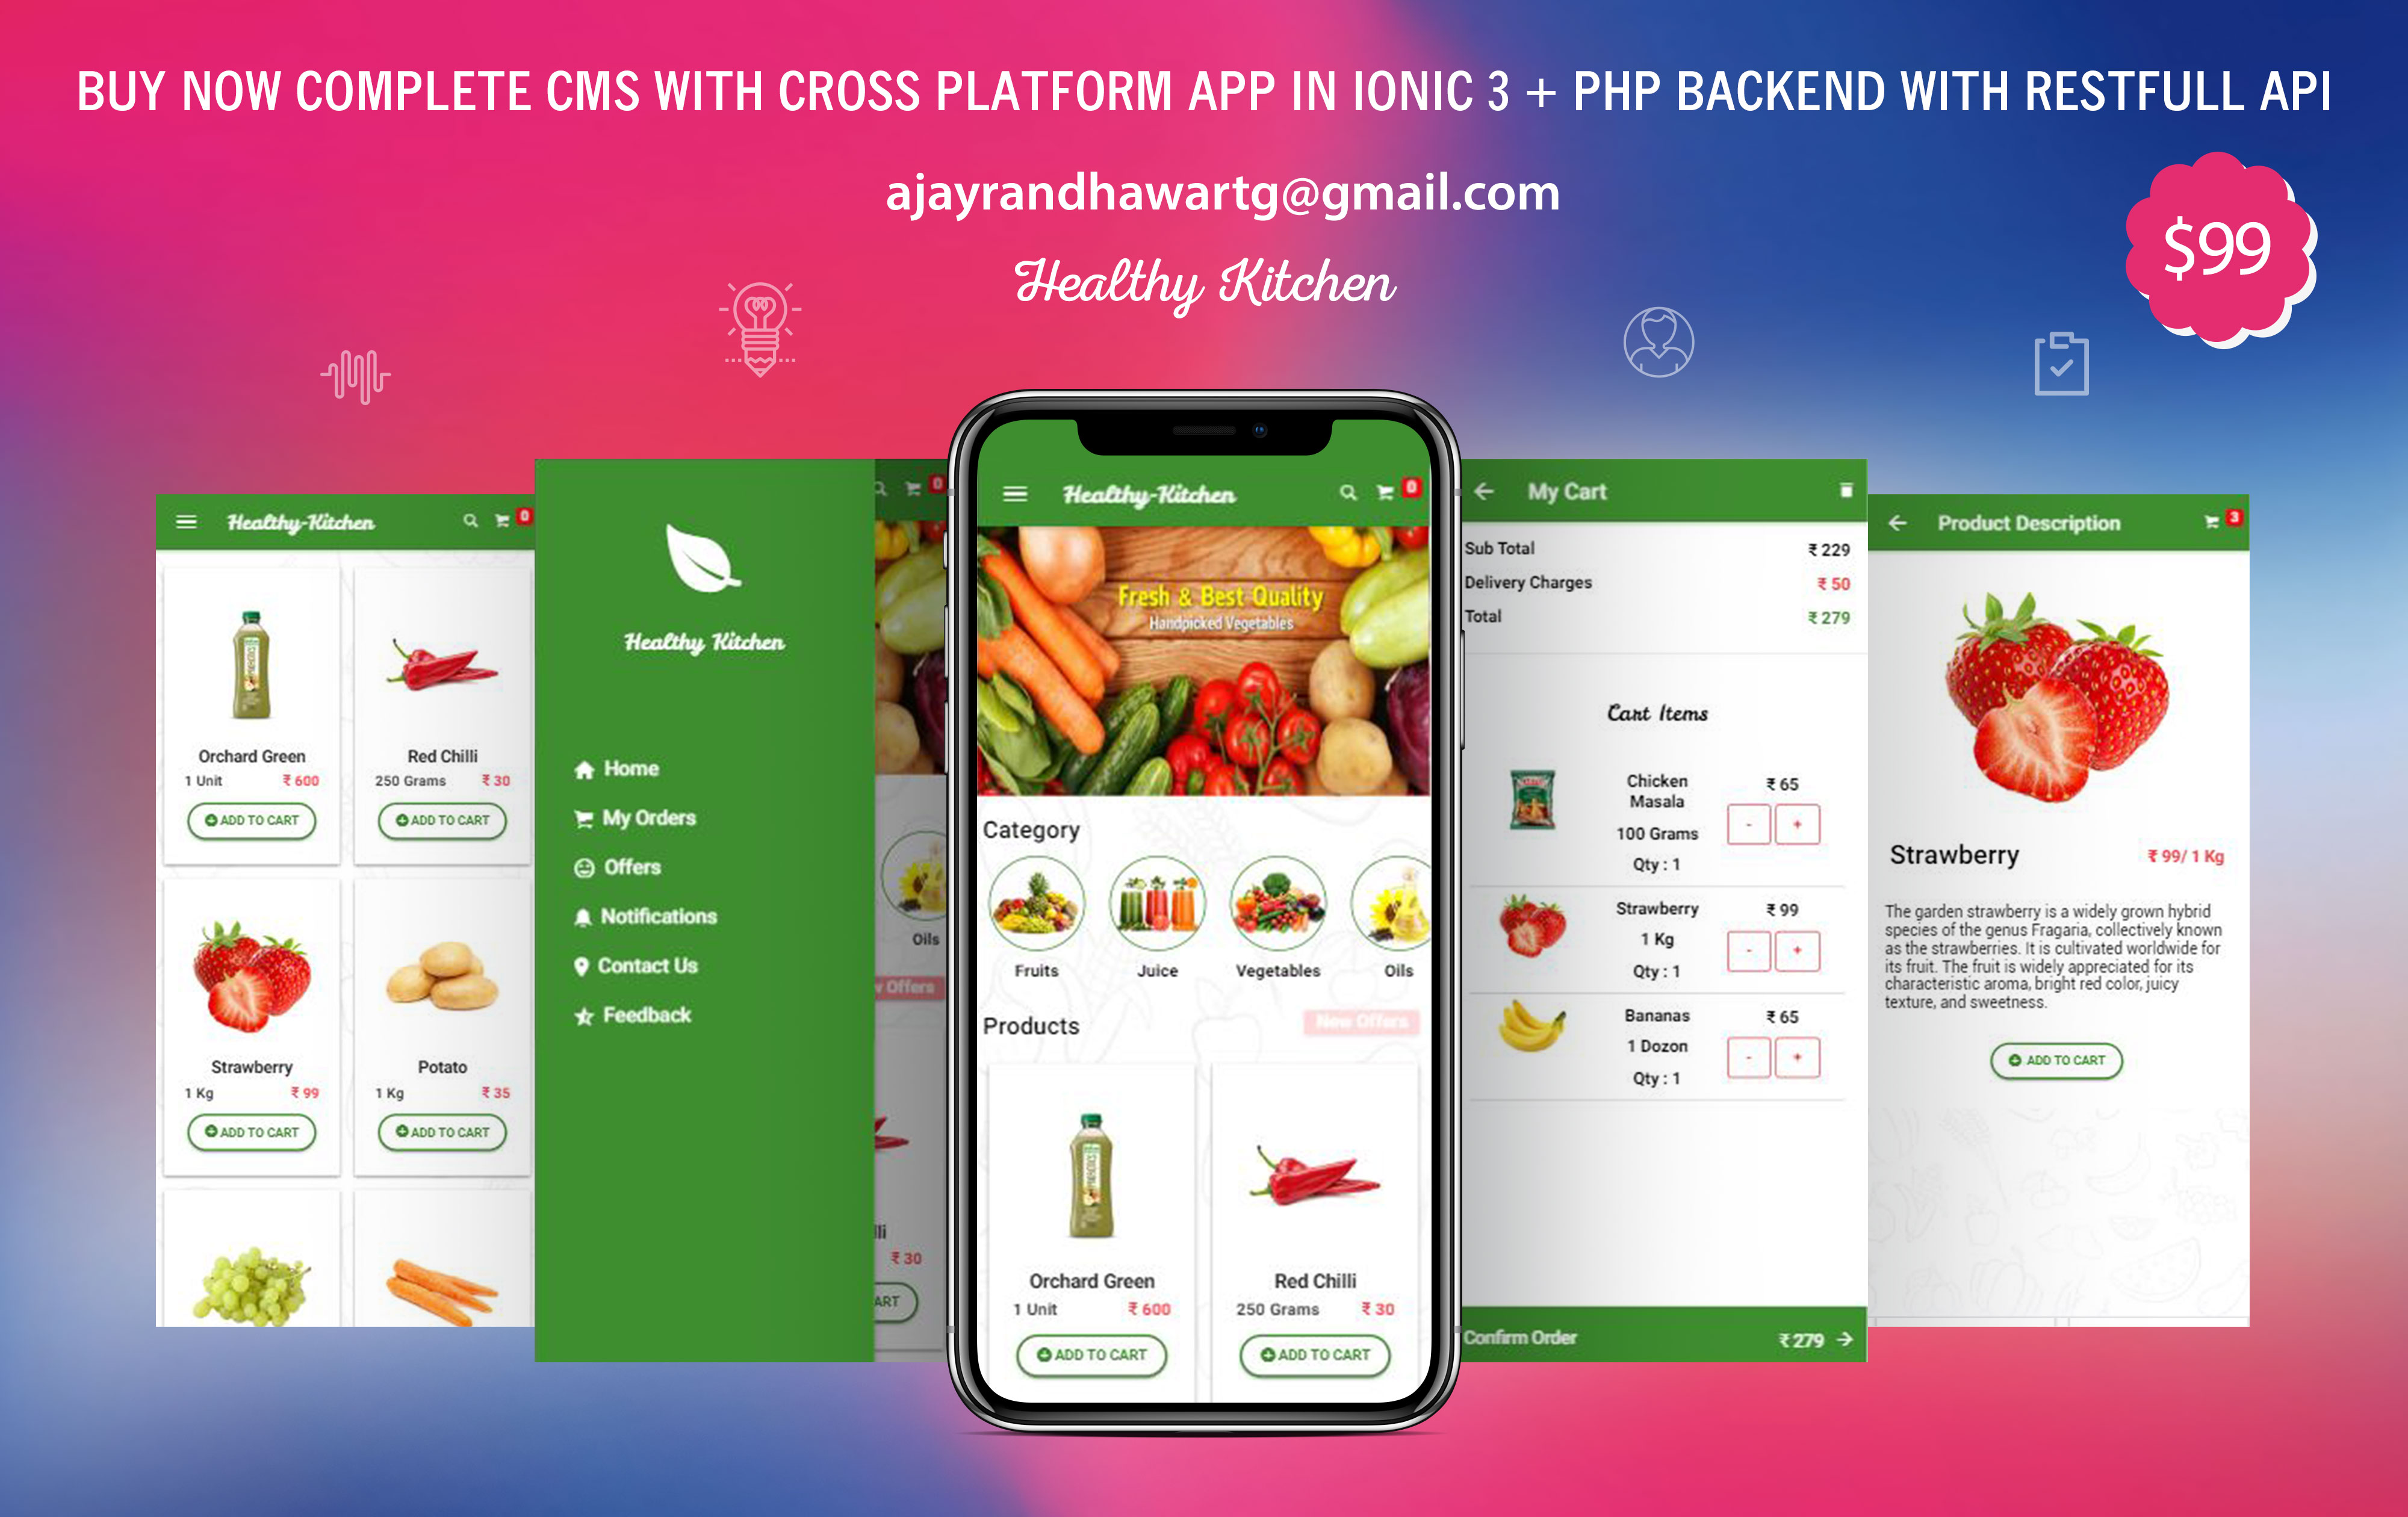 BUY NOW COMPLETE CMS WITH CROSS PLATFORM APP IN IONIC 3 + PHP BACKEND WITH RESTFULL API
ajayrandhawartg@gmail.com
Healthy Kitchen
$99
Healthy-Kitchen
0
Orchard Green
1 Unit ₹ 600
ADD TO CART
Red Chilli
250 Grams ₹ 30
ADD TO CART
Strawberry
1 Kg ₹ 99
ADD TO CART
Potato
1 Kg ₹ 35
ADD TO CART
Healthy Kitchen
Home
My Orders
Offers
Notifications
Contact Us
Feedback
0
Oils
Offers
₹ 30
Healthy-Kitchen
0
Fresh & Best Quality
Handpicked Vegetables
Category
Fruits
Juice
Vegetables
Oils
Products
New Offers
Orchard Green
1 Unit ₹ 600
ADD TO CART
Red Chilli
250 Grams ₹ 30
ADD TO CART
My Cart
Sub Total ₹ 229
Delivery Charges ₹ 50
Total ₹ 279
Cart Items
Chicken
Masala
₹ 65
100 Grams
- +
Qty : 1
Strawberry ₹ 99
1 Kg
- +
Qty : 1
Bananas ₹ 65
1 Dozon
- +
Qty : 1
Confirm Order ₹ 279
Product Description
3
Strawberry ₹ 99/ 1 Kg
The garden strawberry is a widely grown hybrid
species of the genus Fragaria, collectively known
as the strawberries. It is cultivated worldwide for
its fruit. The fruit is widely appreciated for its
characteristic aroma, bright red color, juicy
texture, and sweetness.
ADD TO CART